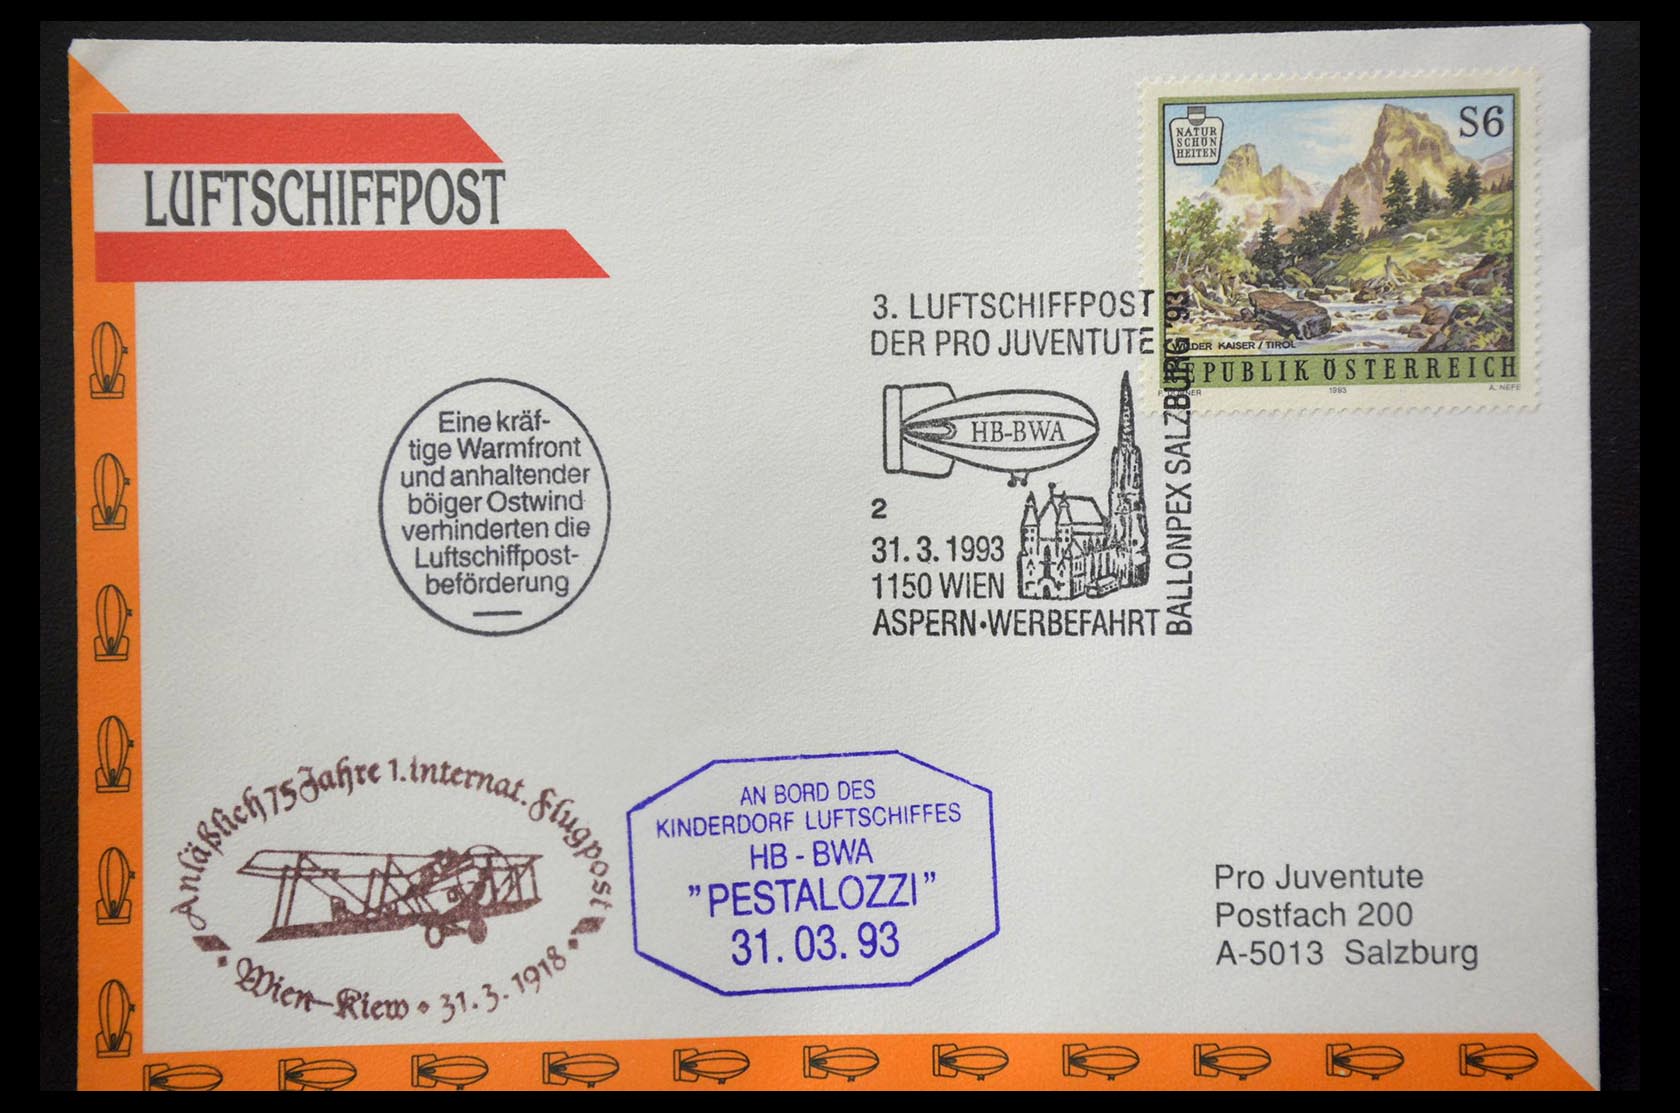 LUFTSCHIFFPOST
NATUR
SCHÖN
HEITEN
S6
WILDER KAISER / TIROL
REPUBLIK ÖSTERREICH
1993
A. NEFE
3. LUFTSCHIFFPOST
DER PRO JUVENTUTE
HB-BWA
2
31. 3. 1993
1150 WIEN
ASPERN•WERBEFAHRT
BALLONPEX SALZBURG '93
Eine kräf-
tige Warmfront
und anhaltender
böiger Ostwind
verhinderten die
Luftschiffpost-
beförderung
Anläßlich 75 Jahre 1. internat. Flugpost
Wien-Kiew • 31.3.1918
AN BORD DES
KINDERDORF LUFTSCHIFFES
HB - BWA
"PESTALOZZI"
31. 03. 93
Pro Juventute
Postfach 200
A-5013 Salzburg